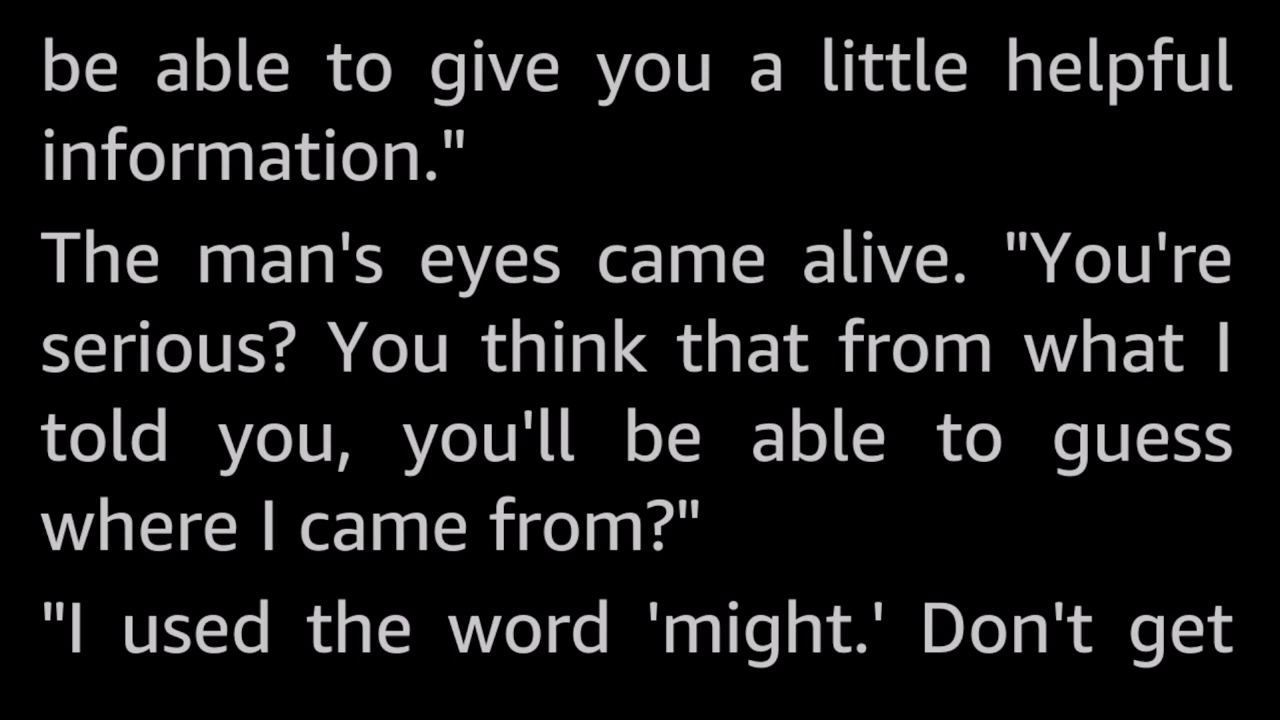 be able to give you a little helpful
information."
The man's eyes came alive. "You're
serious? You think that from what I
told you, you'll be able to guess
where I came from?"
"I used the word 'might.' Don't get